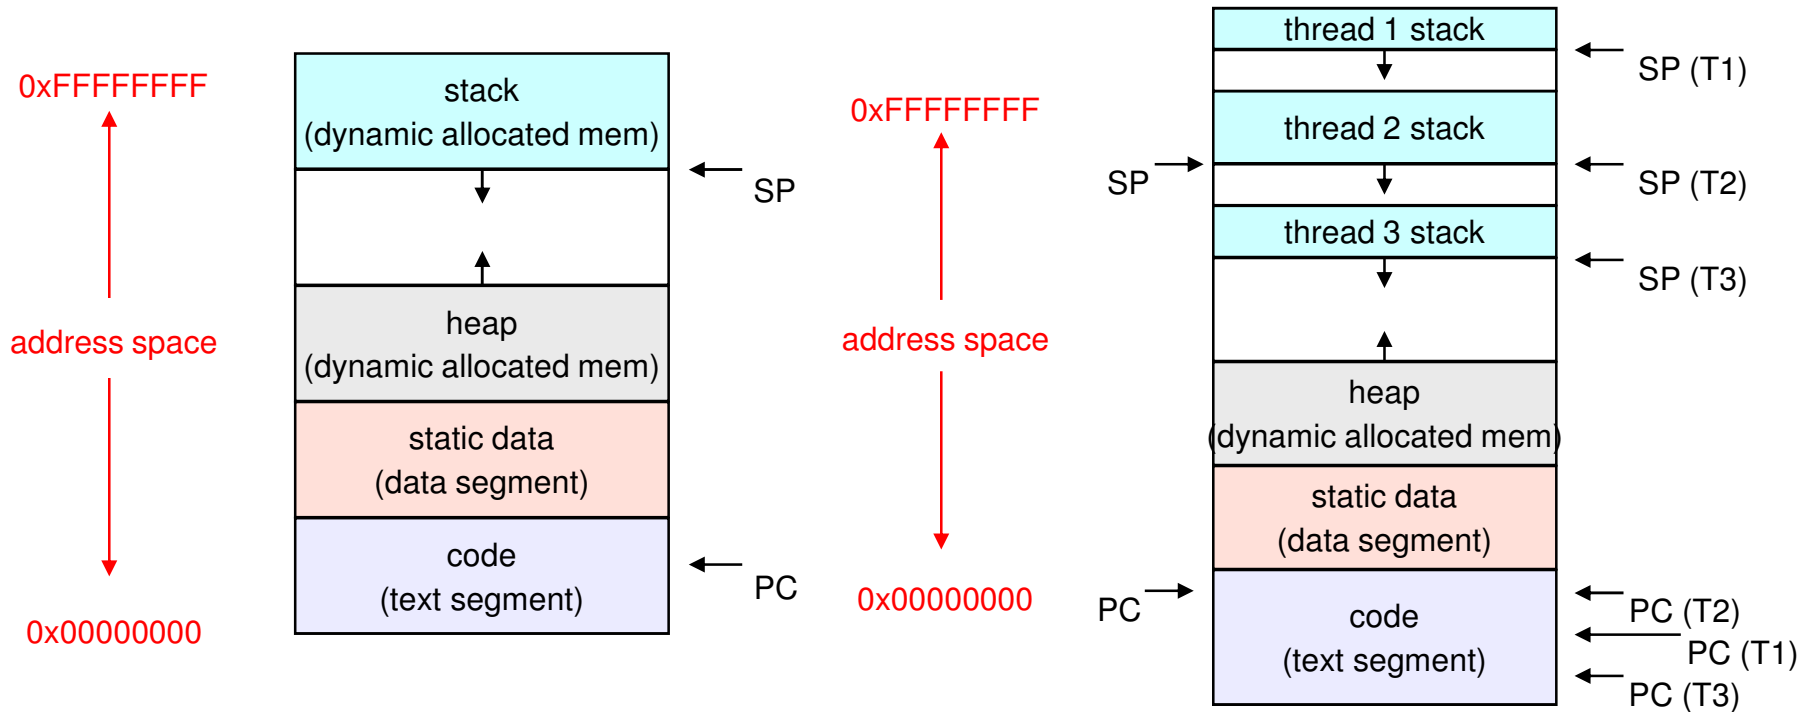 0xFFFFFFFF
address space
0x00000000
stack
(dynamic allocated mem)
SP
heap
(dynamic allocated mem)
static data
(data segment)
code
(text segment)
PC
0xFFFFFFFF
address space
0x00000000
SP
PC
thread 1 stack
SP (T1)
thread 2 stack
SP (T2)
thread 3 stack
SP (T3)
heap
(dynamic allocated mem)
static data
(data segment)
code
(text segment)
PC (T2)
PC (T1)
PC (T3)